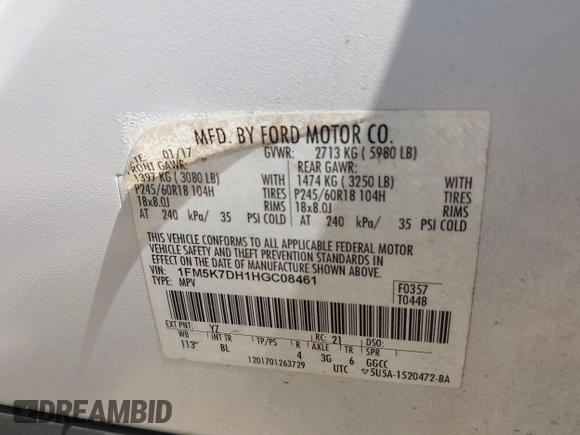 MFD. BY FORD MOTOR CO.
01/17 GVWR: 2713 KG ( 5980 LB)
GAWR: REAR GAWR:
1397 KG ( 3080 LB) WITH 1474 KG ( 3250 LB) WITH
P245/60R18 104H TIRES P245/60R18 104H TIRES
18x8.0J RIMS 18x8.0J RIMS
AT 240 kPa/ 35 PSI COLD AT 240 kPa/ 35 PSI COLD
THIS VEHICLE CONFORMS TO ALL APPLICABLE FEDERAL MOTOR
VEHICLE SAFETY AND THEFT PREVENTION STANDARDS IN
EFFECT ON THE DATE OF MANUFACTURE SHOWN ABOVE.
VIN: 1FM5K7DH1HGC08461
TYPE: MPV
F0357
T0448
EXT PNT: YZ RC: 21 DSO:
WB INT TR TP/PS R AXLE TR SPR
113 BL 4 3G 6 GGCC
1201701263729 UTC ▽5U5A-1520472-BA
DREAMBID